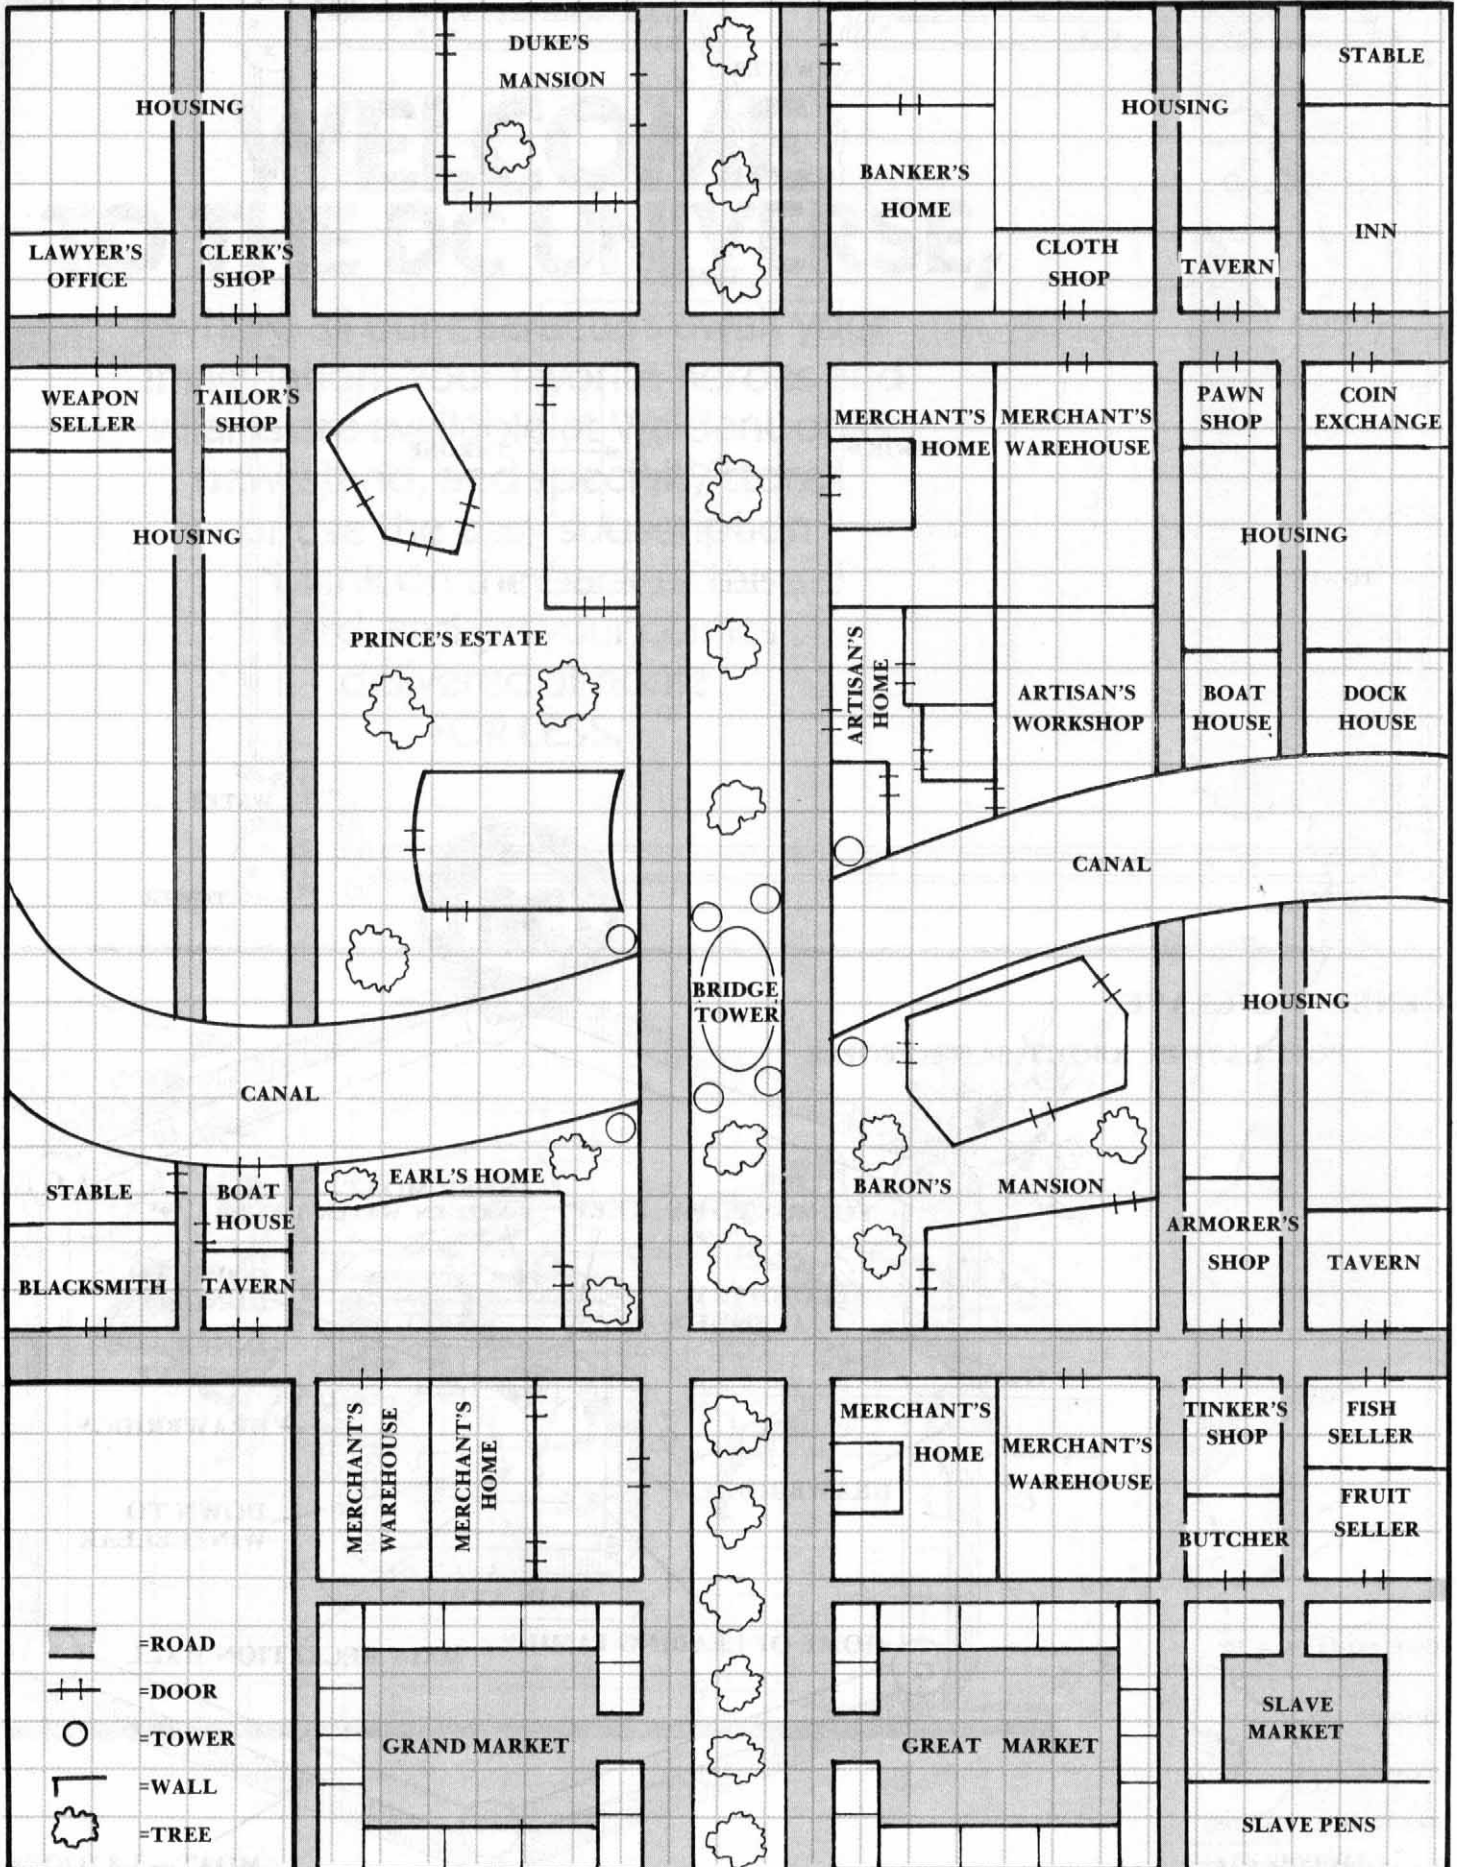 DUKE'S
MANSION
STABLE
HOUSING
HOUSING
BANKER'S
HOME
INN
LAWYER'S
OFFICE
CLERK'S
SHOP
CLOTH
SHOP
TAVERN
WEAPON
SELLER
TAILOR'S
SHOP
MERCHANT'S
HOME
MERCHANT'S
WAREHOUSE
PAWN
SHOP
COIN
EXCHANGE
HOUSING
HOUSING
PRINCE'S ESTATE
ARTISAN'S
HOME
ARTISAN'S
WORKSHOP
BOAT
HOUSE
DOCK
HOUSE
CANAL
BRIDGE
TOWER
HOUSING
CANAL
STABLE
BOAT
HOUSE
EARL'S HOME
BARON'S MANSION
ARMORER'S
SHOP
TAVERN
BLACKSMITH
TAVERN
MERCHANT'S
WAREHOUSE
MERCHANT'S
HOME
MERCHANT'S
HOME
MERCHANT'S
WAREHOUSE
TINKER'S
SHOP
FISH
SELLER
BUTCHER
FRUIT
SELLER
=ROAD
=DOOR
=TOWER
=WALL
=TREE
GRAND MARKET
GREAT MARKET
SLAVE
MARKET
SLAVE PENS